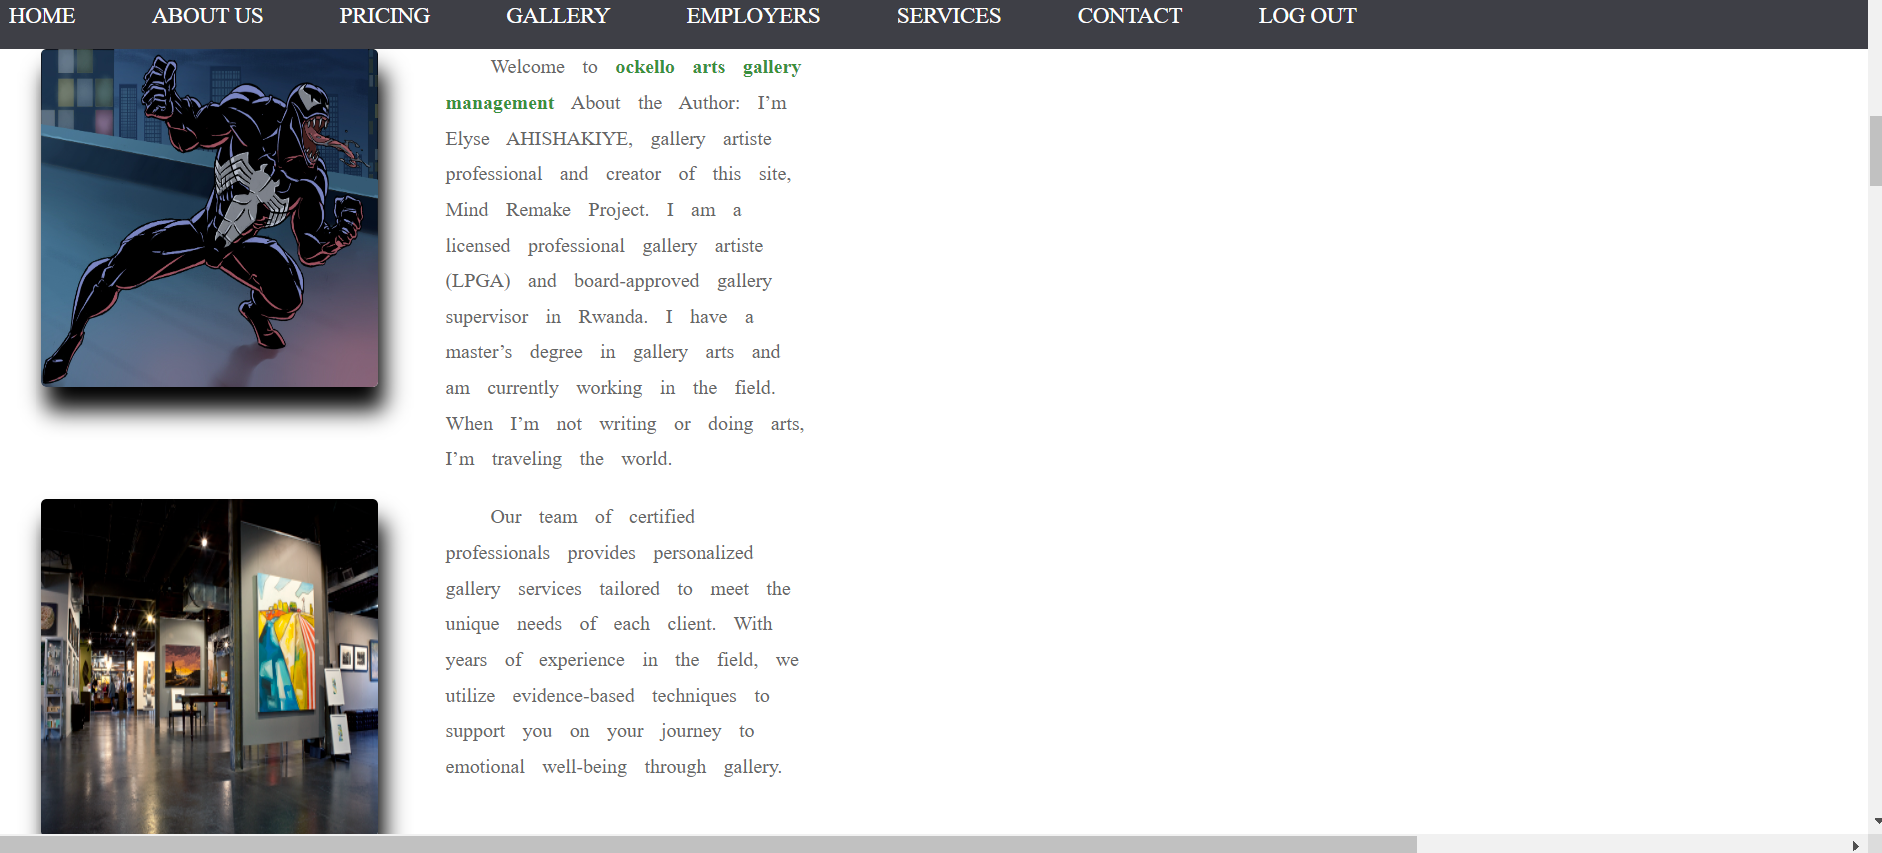 HOME ABOUT US PRICING GALLERY EMPLOYERS SERVICES CONTACT LOG OUT
Welcome to ockello arts gallery
management About the Author: I’m
Elyse AHISHAKIYE, gallery artiste
professional and creator of this site,
Mind Remake Project. I am a
licensed professional gallery artiste
(LPGA) and board-approved gallery
supervisor in Rwanda. I have a
master’s degree in gallery arts and
am currently working in the field.
When I’m not writing or doing arts,
I’m traveling the world.
Our team of certified
professionals provides personalized
gallery services tailored to meet the
unique needs of each client. With
years of experience in the field, we
utilize evidence-based techniques to
support you on your journey to
emotional well-being through gallery.